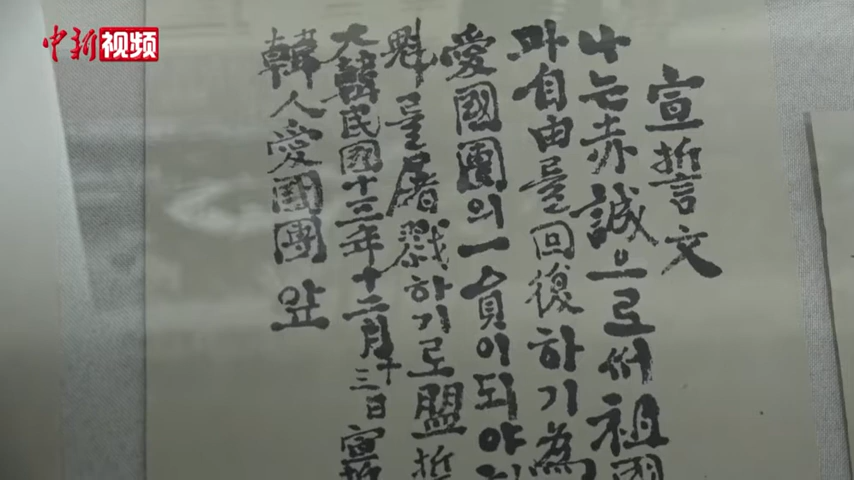 中新视频
宣誓文
나는赤誠으로써祖國
과自由를回復하기爲
愛國團의一員이되야
魁를屠戮하기로盟誓
大韓民國十三年十二月十三日宣誓
韓人愛國團 앞